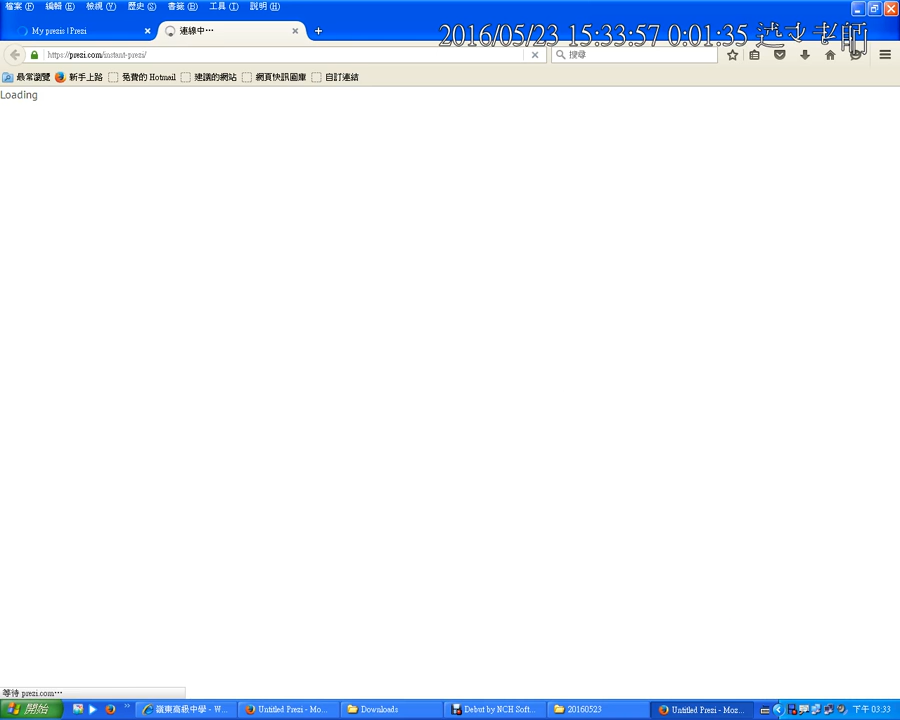 檔案(F) 編輯(E) 檢視(V) 歷史(S) 書籤(B) 工具(T) 說明(H)
My prezis | Prezi
連線中…
2016/05/23 15:33:57 0:01:35 老師
https://prezi.com/instant-prezi/
搜尋
最常瀏覽 新手上路 免費的 Hotmail 建議的網站 網頁快訊圖庫 自訂連結
Loading
等待 prezi.com…
開始
嶺東高級中學 - W...
Untitled Prezi - Mo...
Downloads
Debut by NCH Soft...
20160523
Untitled Prezi - Moz...
下午 03:33